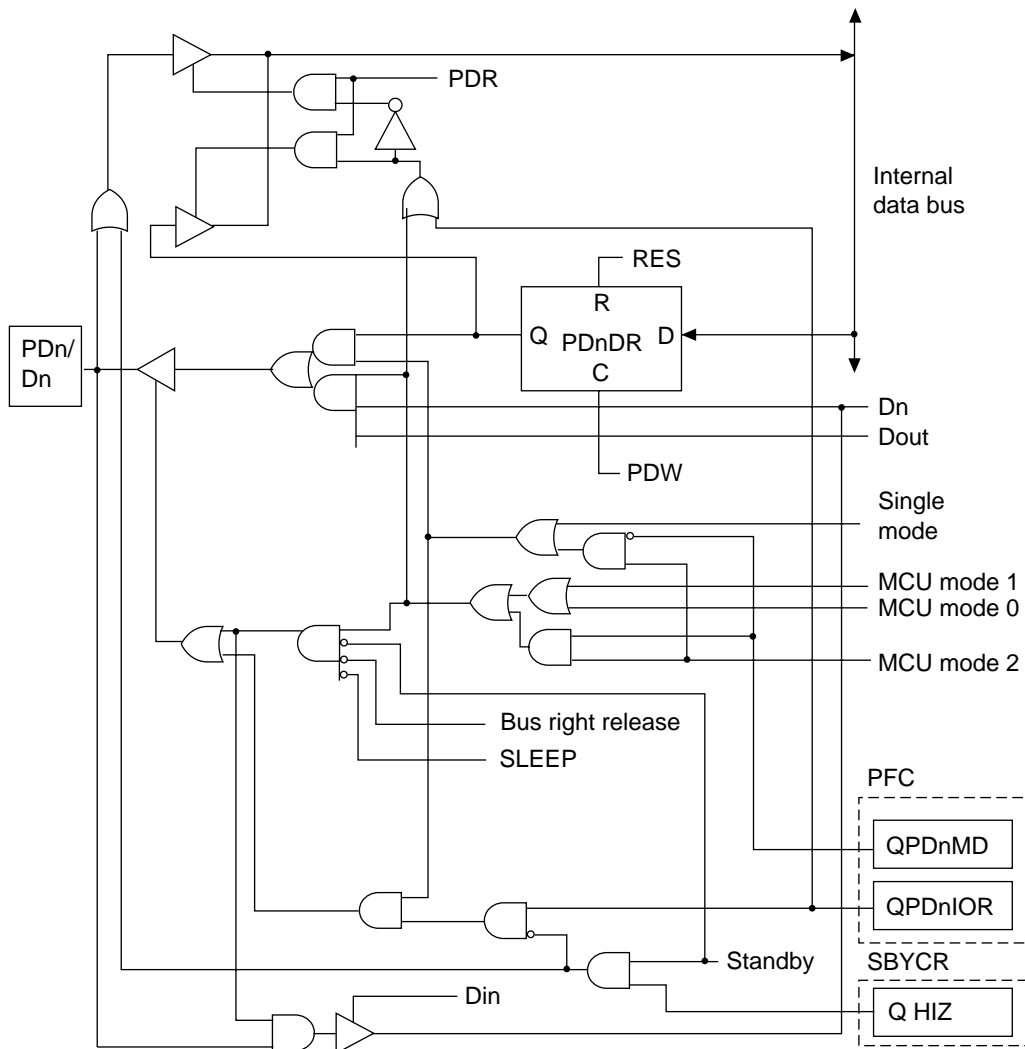 PDR
Internal
data bus
RES
R
Q
PDnDR
D
C
PDn/
Dn
Dn
Dout
PDW
Single
mode
MCU mode 1
MCU mode 0
MCU mode 2
Bus right release
SLEEP
PFC
QPDnMD
QPDnIOR
Standby
SBYCR
Din
Q HIZ